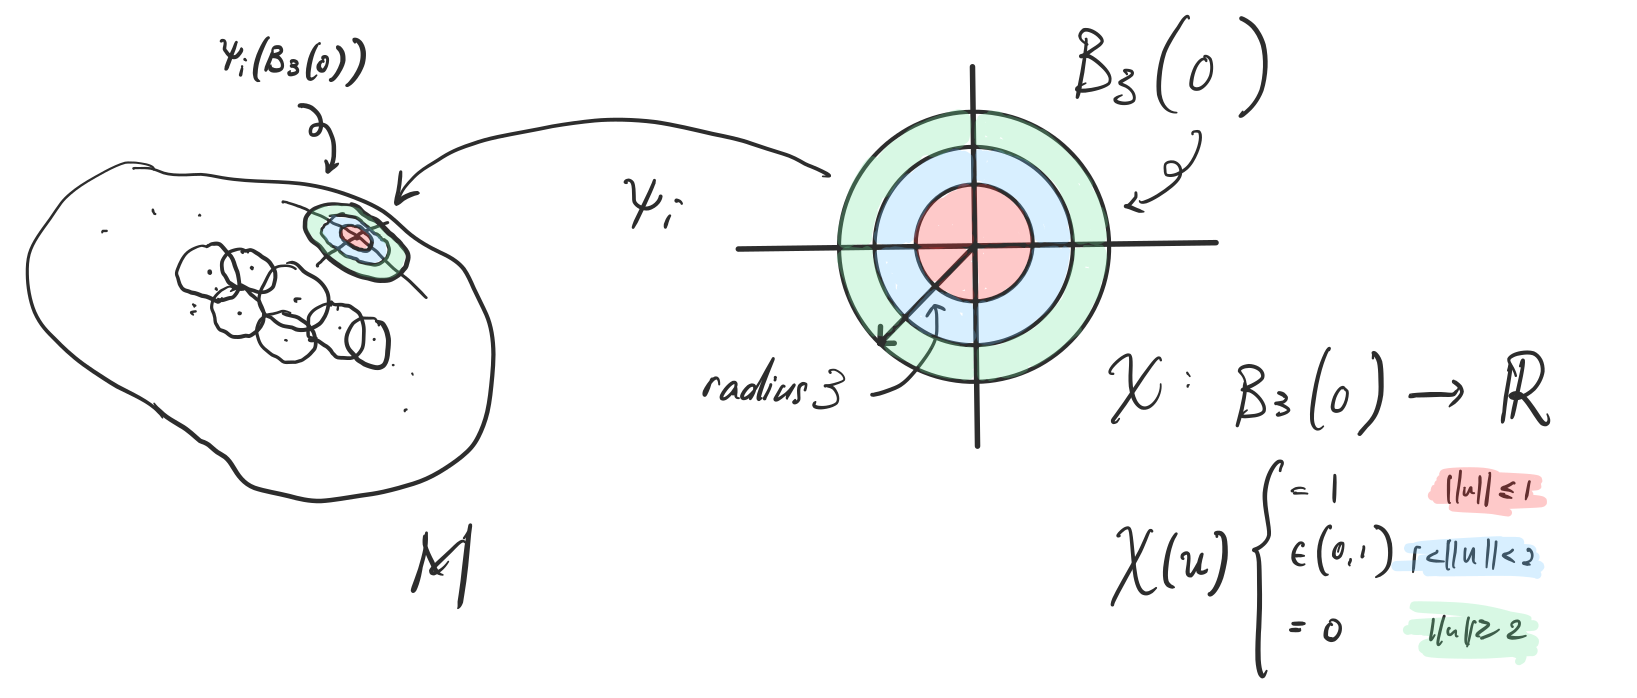 Ψi(B3(0))
B3(0)
Ψi
radius 3
χ : B3(0) → ℝ
χ(u) { = 1 ||u|| ≤ 1
∈ (0,1) 1 < ||u|| < 2
= 0 ||u|| ≥ 2
M